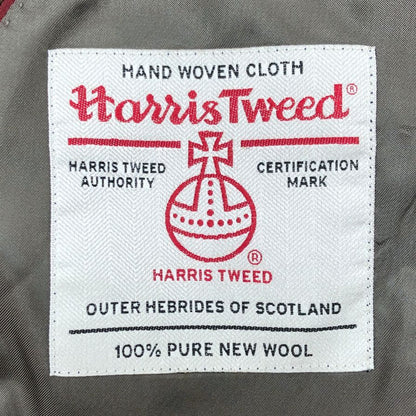 HAND WOVEN CLOTH
Harris Tweed®
HARRIS TWEED AUTHORITY
CERTIFICATION MARK
®
HARRIS TWEED
OUTER HEBRIDES OF SCOTLAND
100% PURE NEW WOOL